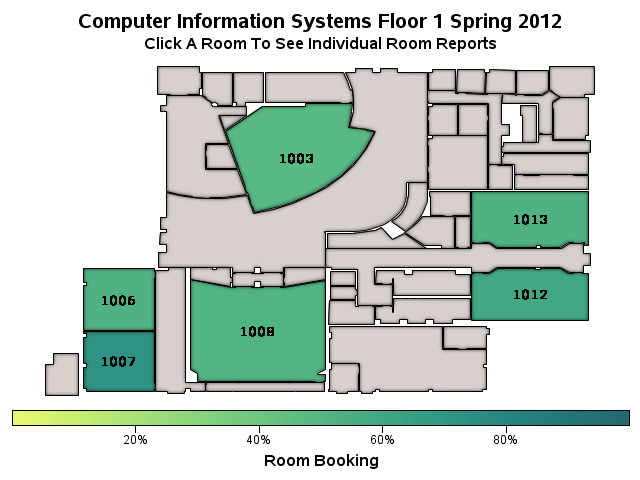 Computer Information Systems Floor 1 Spring 2012
Click A Room To See Individual Room Reports
1003
1013
1012
1006
1008
1007
20% 40% 60% 80%
Room Booking